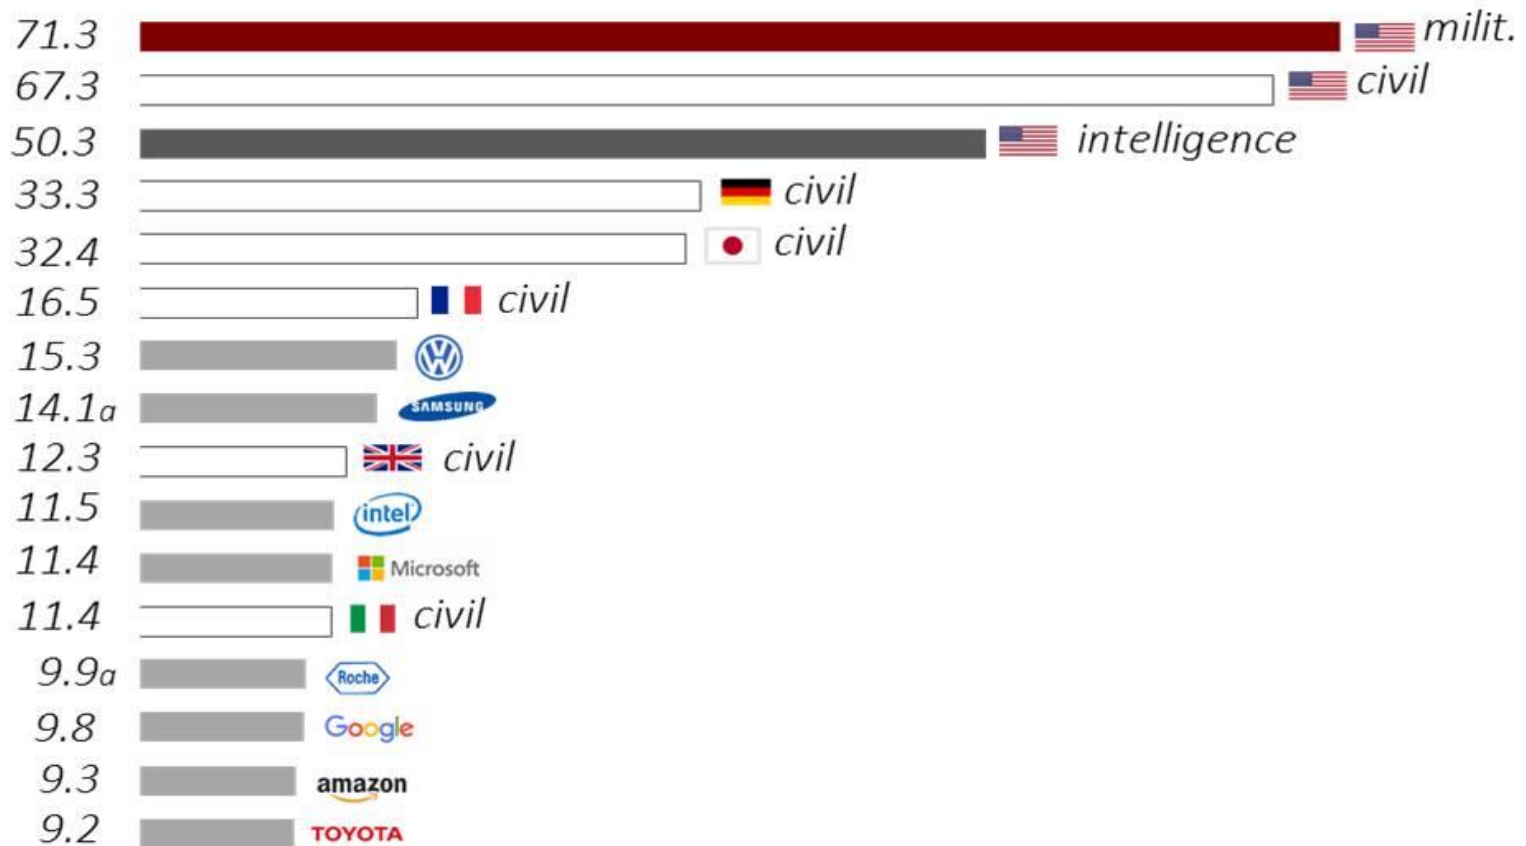 71.3 milit.
67.3 civil
50.3 intelligence
33.3 civil
32.4 civil
16.5 civil
15.3 VW
14.1a SAMSUNG
12.3 civil
11.5 intel
11.4 Microsoft
11.4 civil
9.9a Roche
9.8 Google
9.3 amazon
9.2 TOYOTA